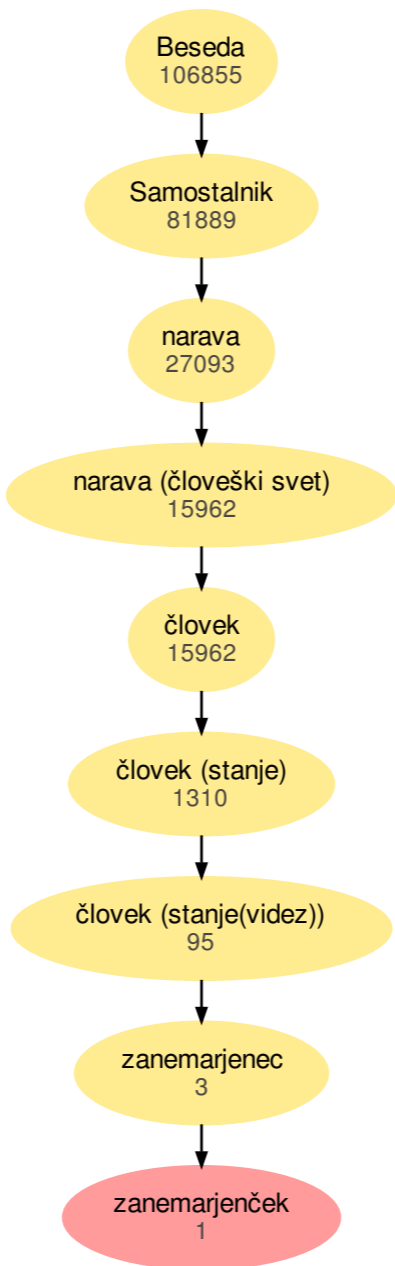 Beseda
106855
Samostalnik
81889
narava
27093
narava (človeški svet)
15962
človek
15962
človek (stanje)
1310
človek (stanje(videz))
95
zanemarjenec
3
zanemarjenček
1